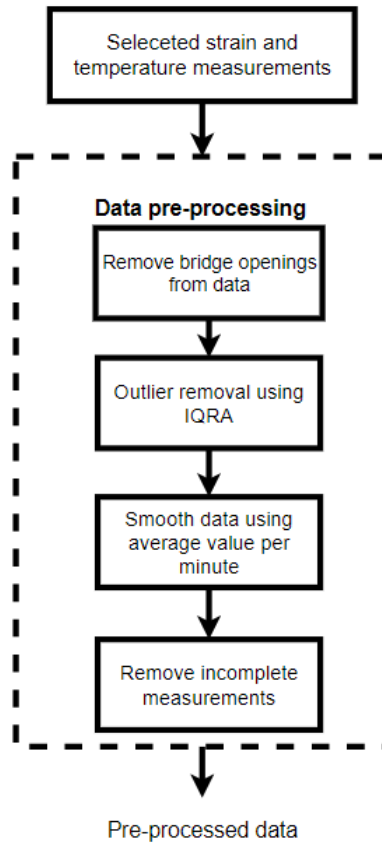 Seleceted strain and
temperature measurements
Data pre-processing
Remove bridge openings
from data
Outlier removal using
IQRA
Smooth data using
average value per
minute
Remove incomplete
measurements
Pre-processed data